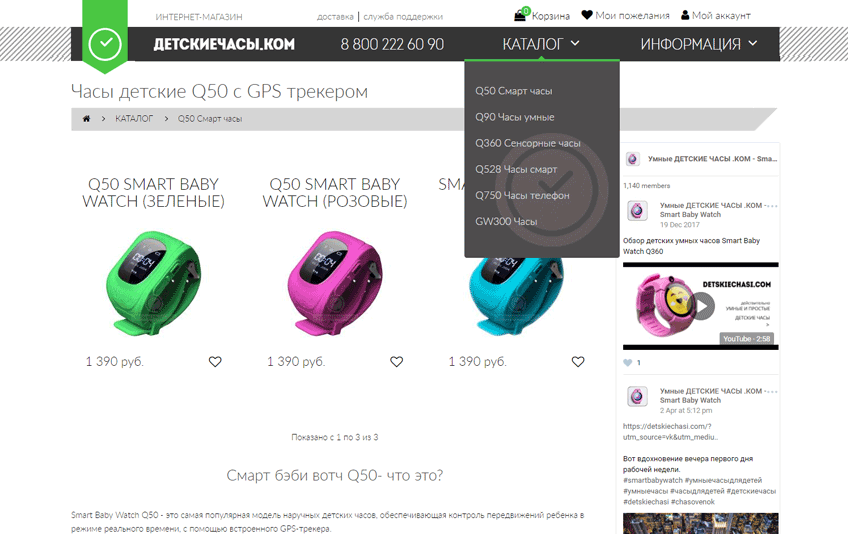 ИНТЕРНЕТ-МАГАЗИН
доставка | служба поддержки
0 Корзина
Мои пожелания
Мой аккаунт
ДЕТСКИЕЧАСЫ.КОМ
8 800 222 60 90
КАТАЛОГ
ИНФОРМАЦИЯ
Часы детские Q50 с GPS трекером
КАТАЛОГ > Q50 Смарт часы
Q50 Смарт часы
Q90 Часы умные
Q360 Сенсорные часы
Q528 Часы смарт
Q750 Часы телефон
GW300 Часы
Q50 SMART BABY
WATCH (ЗЕЛЕНЫЕ)
1 390 руб.
Q50 SMART BABY
WATCH (РОЗОВЫЕ)
1 390 руб.
1 390 руб.
Показано с 1 по 3 из 3
Смарт бэби вотч Q50- что это?
Smart Baby Watch Q50 - это самая популярная модель наручных детских часов, обеспечивающая контроль передвижений ребенка в
режиме реального времени, с помощью встроенного GPS-трекера.
Умные ДЕТСКИЕ ЧАСЫ .КОМ - Sma...
1,140 members
Умные ДЕТСКИЕ ЧАСЫ .КОМ -
Smart Baby Watch
19 Dec 2017
Обзор детских умных часов Smart Baby
Watch Q360
DETSKIECHASI.COM
ДЕЙСТВИТЕЛЬНО
УМНЫЕ И ПРОСТЫЕ
ДЕТСКИЕ ЧАСЫ
YouTube · 2:58
1
Умные ДЕТСКИЕ ЧАСЫ .КОМ -
Smart Baby Watch
2 Apr at 5:12 pm
https://detskiechasi.com/?
utm_source=vk&utm_mediu..
Вот вдохновение вечера первого дня
рабочей недели.
#smartbabywatch #умныечасыдлядетей
#умныечасы #часыдлядетей #детскиечасы
#detskiechasi #chasovenok